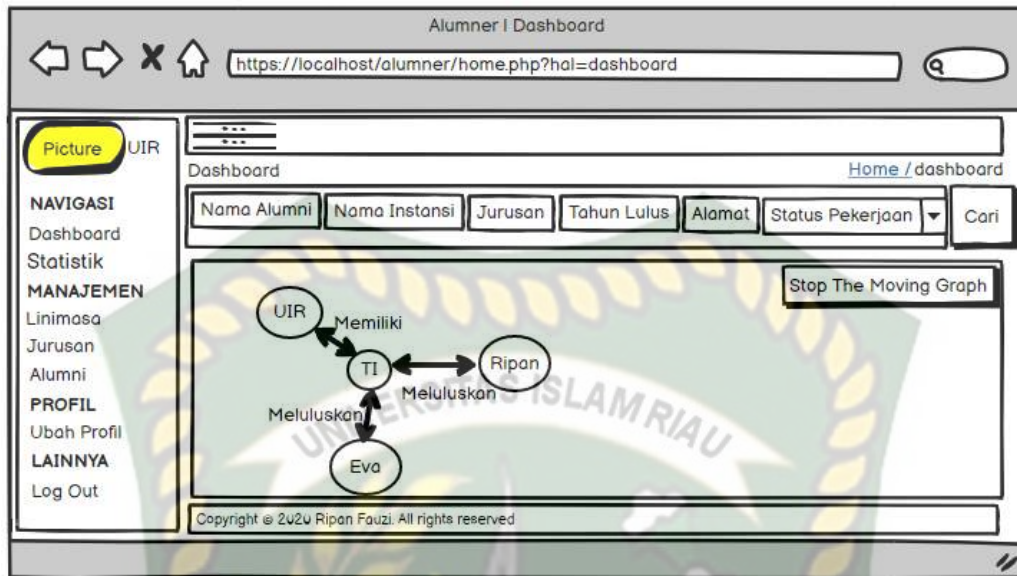 Alumner | Dashboard
https://localhost/alumner/home.php?hal=dashboard
Picture UIR
NAVIGASI
Dashboard
Statistik
MANAJEMEN
Linimasa
Jurusan
Alumni
PROFIL
Ubah Profil
LAINNYA
Log Out
Dashboard
Home / dashboard
Nama Alumni Nama Instansi Jurusan Tahun Lulus Alamat Status Pekerjaan Cari
Stop The Moving Graph
UIR
Memiliki
TI
Ripan
Meluluskan
Meluluskan
Eva
UNIVERSITAS ISLAM RIAU
Copyright @ 2020 Ripan Fauzi. All rights reserved